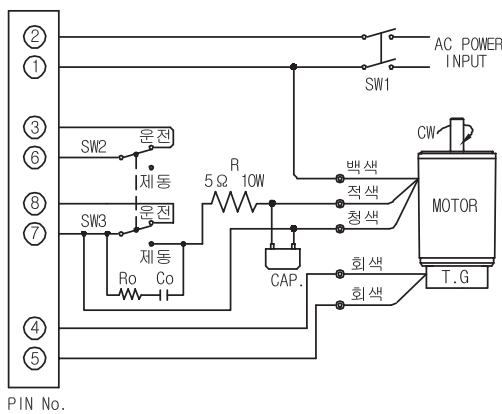 2
1
3
6
8
7
4
5
PIN No.
AC POWER
INPUT
SW1
CW
SW2
운전
제동
SW3
운전
제동
R
5Ω 10W
Ro
Co
CAP.
백색
적색
청색
회색
회색
MOTOR
T.G